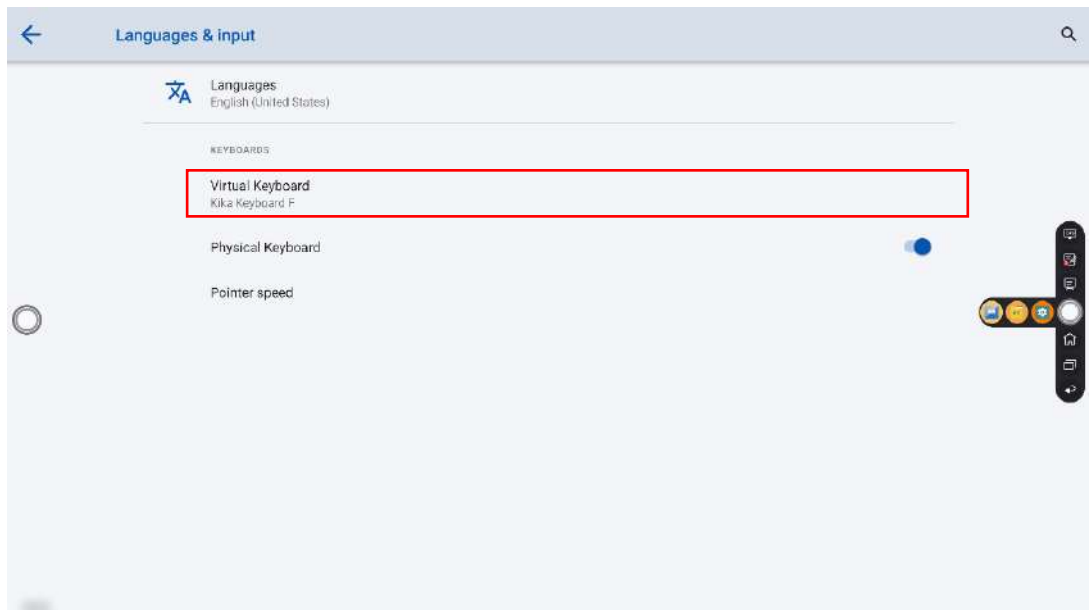 Languages & input
Languages
English (United States)
KEYBOARDS
Virtual Keyboard
Kika Keyboard F
Physical Keyboard
Pointer speed